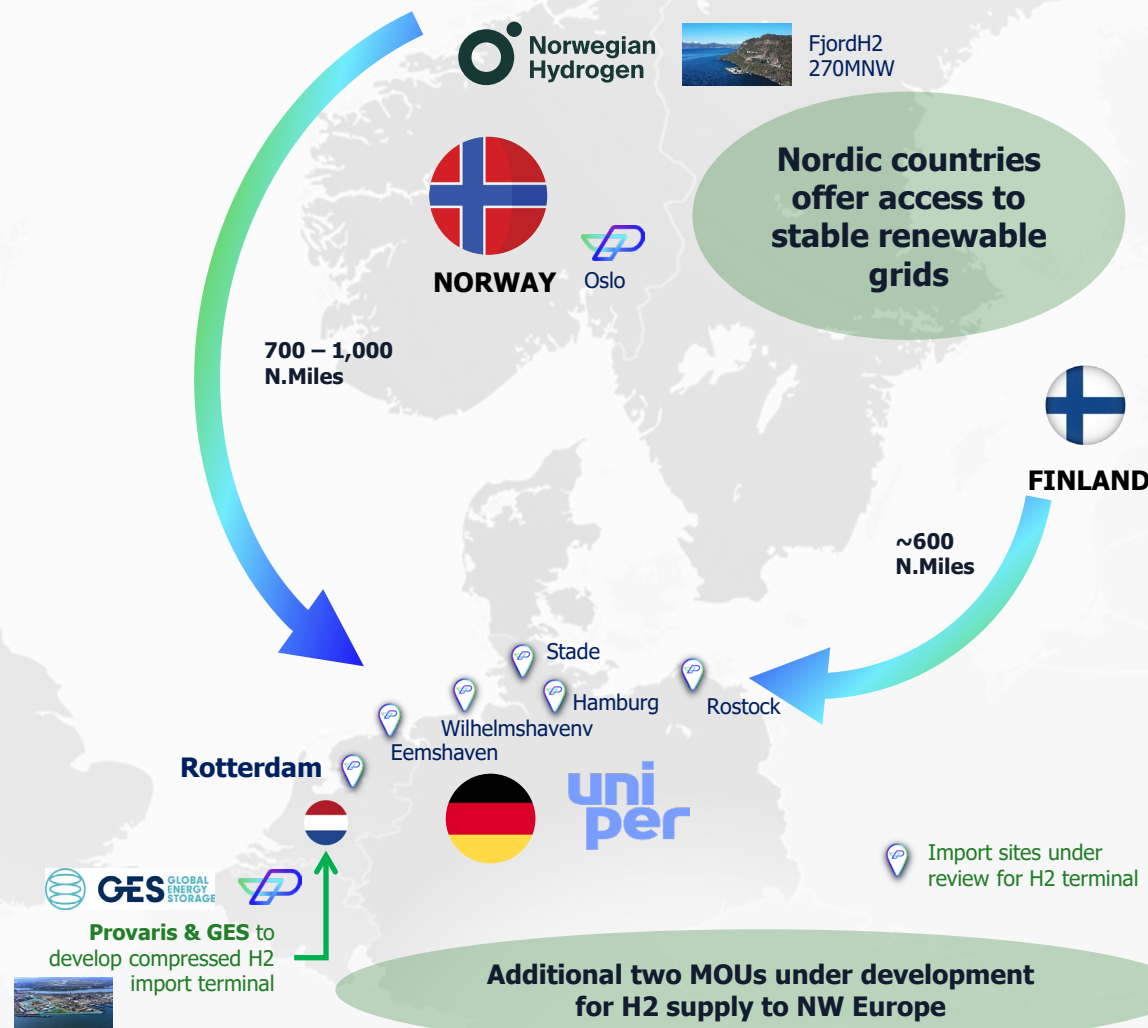 Norwegian
Hydrogen
FjordH2
270MNW
Nordic countries
offer access to
stable renewable
grids
NORWAY
Oslo
700 – 1,000
N.Miles
FINLAND
~600
N.Miles
Stade
Hamburg
Rostock
Wilhelmshavenv
Eemshaven
Rotterdam
uni
per
GES GLOBAL
ENERGY
STORAGE
Import sites under
review for H2 terminal
Provaris & GES to
develop compressed H2
import terminal
Additional two MOUs under development
for H2 supply to NW Europe